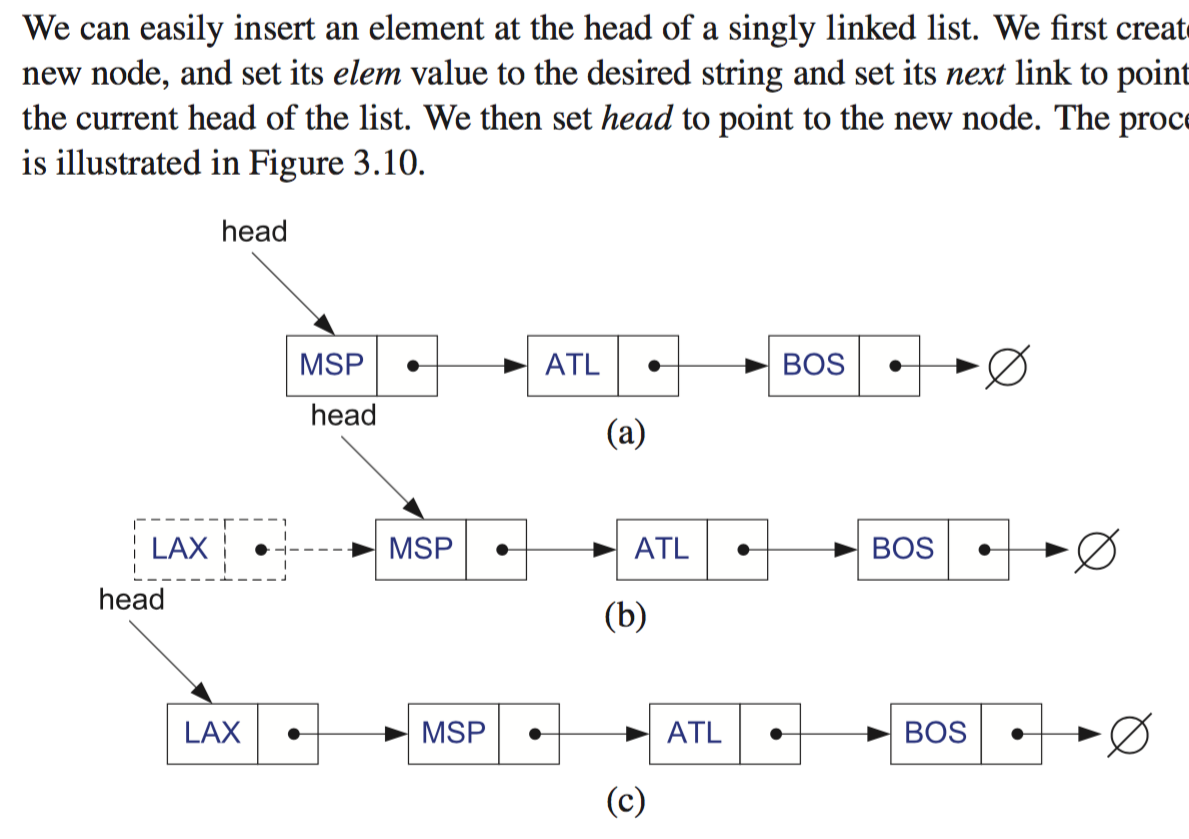 We can easily insert an element at the head of a singly linked list. We first creat
new node, and set its elem value to the desired string and set its next link to point
the current head of the list. We then set head to point to the new node. The proc
is illustrated in Figure 3.10.
head
MSP ATL BOS ∅
head
(a)
LAX MSP ATL BOS ∅
head
(b)
LAX MSP ATL BOS ∅
(c)